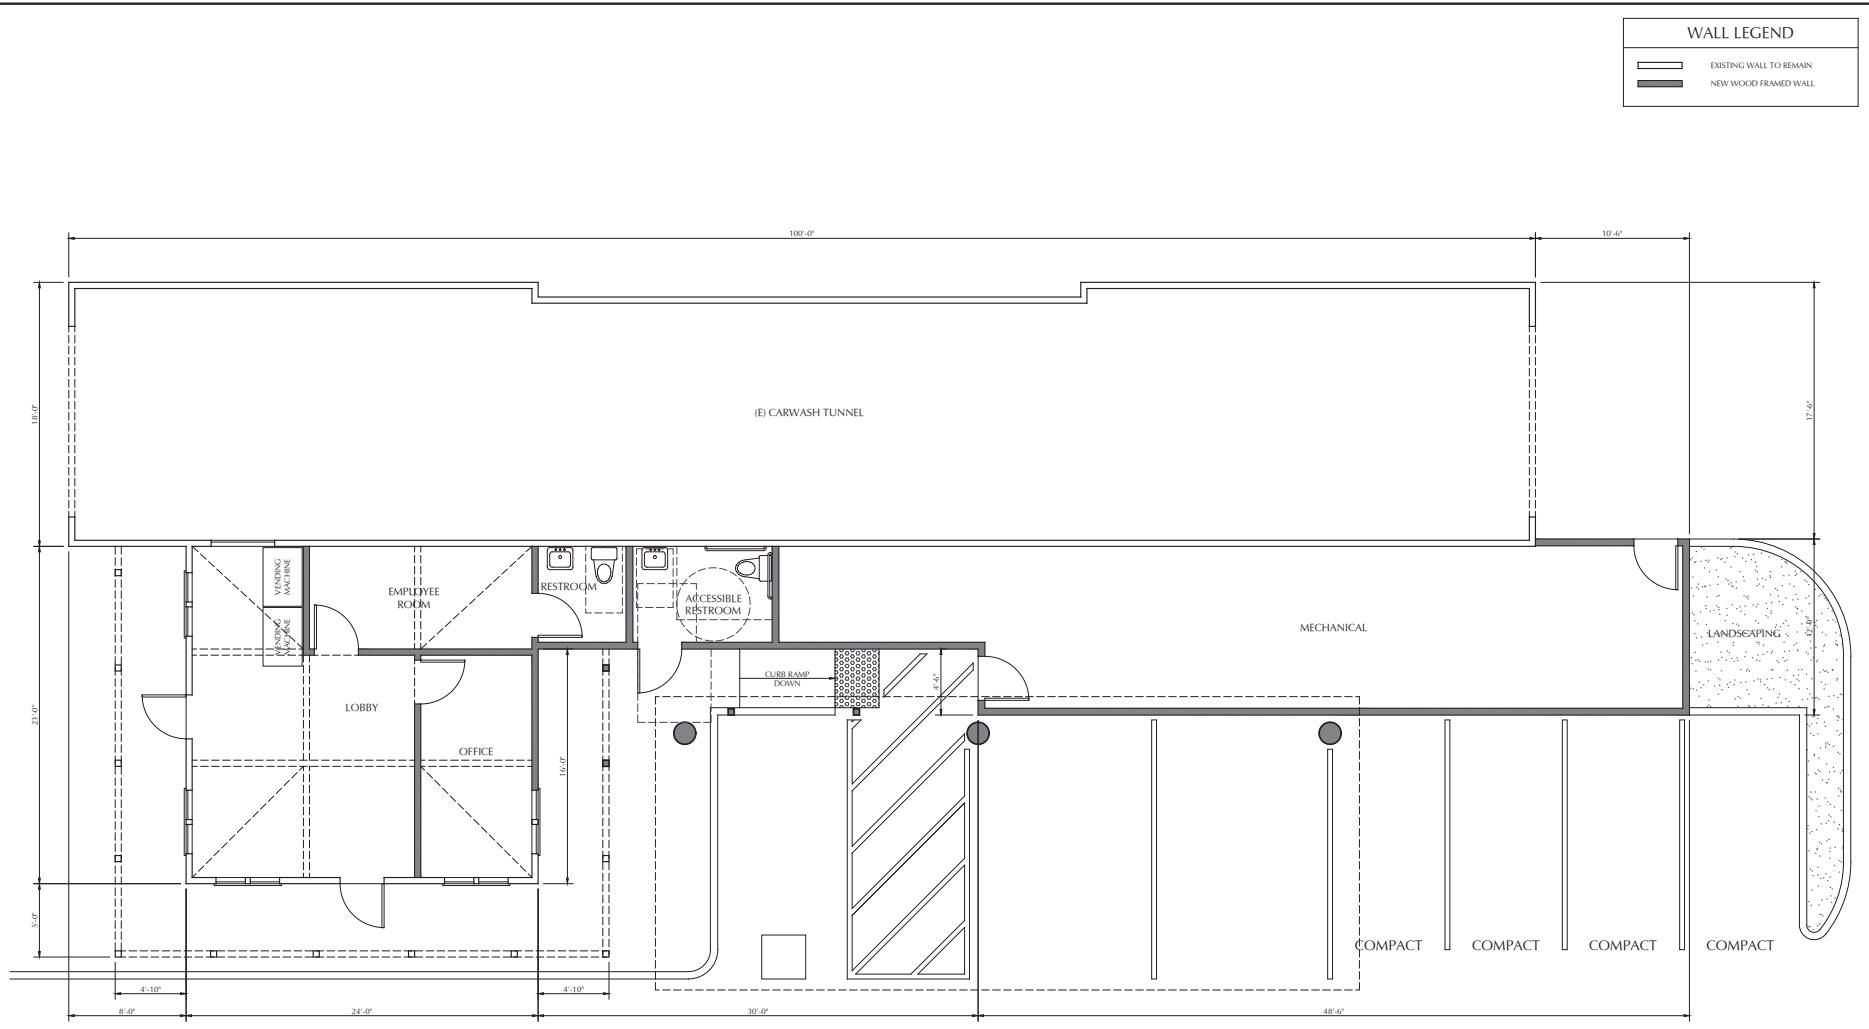 WALL LEGEND
EXISTING WALL TO REMAIN
NEW WOOD FRAMED WALL
100'-0"
10'-6"
18'-0"
17'-6"
(E) CARWASH TUNNEL
VENDING
MACHINE
VENDING
MACHINE
EMPLOYEE
ROOM
RESTROOM
ACCESSIBLE
RESTROOM
MECHANICAL
LANDSCAPING
12'-0"
CURB RAMP
DOWN
4'-6"
23'-0"
LOBBY
OFFICE
16'-0"
5'-0"
COMPACT
COMPACT
COMPACT
COMPACT
4'-10"
4'-10"
8'-0"
24'-0"
30'-0"
48'-6"